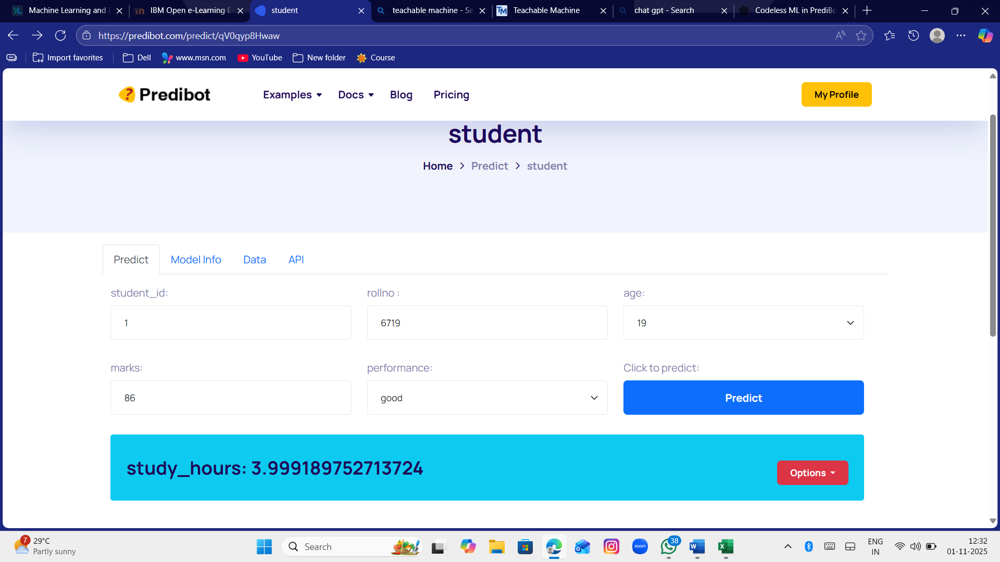 Machine Learning and D
IBM Open e-Learning E
student
teachable machine - Se
Teachable Machine
chat gpt - Search
Codeless ML in PrediBo
https://predibot.com/predict/qV0qyp8Hwaw
Import favorites
Dell
www.msn.com
YouTube
New folder
Course
Predibot
Examples
Docs
Blog
Pricing
My Profile
student
Home > Predict > student
Predict
Model Info
Data
API
student_id:
rollno :
age:
1
6719
19
marks:
performance:
Click to predict:
86
good
Predict
study_hours: 3.999189752713724
Options
7
29°C
Partly sunny
Search
zoom
38
ENG
IN
12:32
01-11-2025